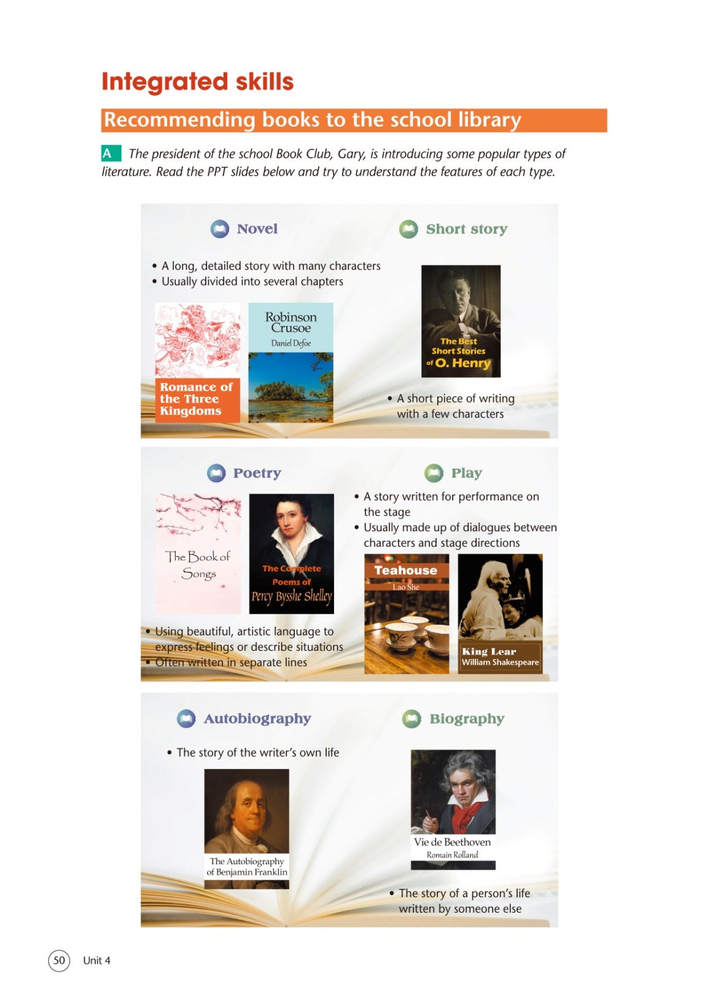 Integrated skills
Recommending books to the school library
A The president of the school Book Club, Gary, is introducing some popular types of
literature. Read the PPT slides below and try to understand the features of each type.
Novel
• A long, detailed story with many characters
• Usually divided into several chapters
Romance of
the Three
Kingdoms
Robinson
Crusoe
Daniel Defoe
Short story
The Best
Short Stories
of O. Henry
• A short piece of writing
with a few characters
Poetry
The Book of
Songs
The Complete
Poems of
Percy Bysshe Shelley
• Using beautiful, artistic language to
express feelings or describe situations
• Often written in separate lines
Play
• A story written for performance on
the stage
• Usually made up of dialogues between
characters and stage directions
Teahouse
Lao She
King Lear
William Shakespeare
Autobiography
• The story of the writer's own life
The Autobiography
of Benjamin Franklin
Biography
Vie de Beethoven
Romain Rolland
• The story of a person's life
written by someone else
50 Unit 4